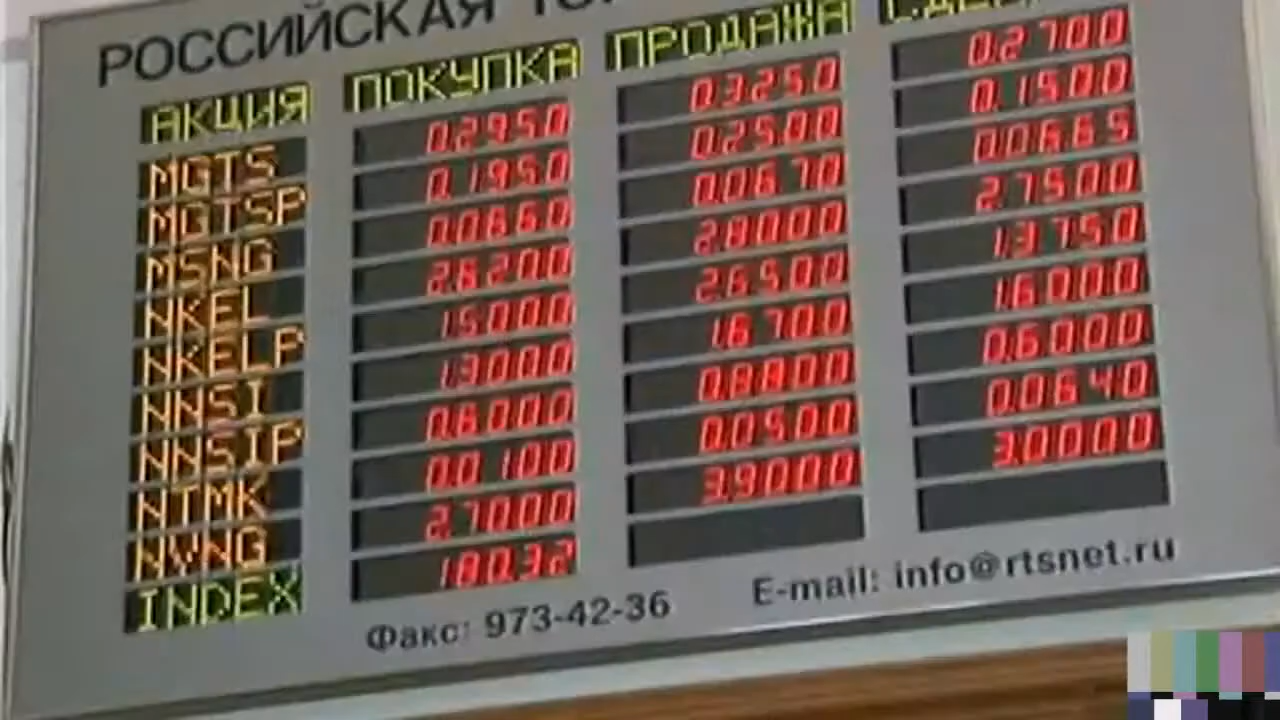 РОССИЙСКАЯ
АКЦИЯ ПОКУПКА ПРОДАЖА
MGTS 0.2950 0.3250 0.2700
MGTSP 0.1950 0.2500 0.1500
MSNG 0.0660 0.0670 0.0665
NKEL 2.6200 2.8000 2.7500
NKELP 1.5000 2.6500 1.3750
NNSI 1.3000 1.6700 1.6000
NNSIP 0.6000 0.8800 0.6000
NTMK 0.0100 0.0500 0.0640
NVNG 2.7000 3.9000 3.0000
INDEX 180.32
Факс: 973-42-36 E-mail: info@rtsnet.ru